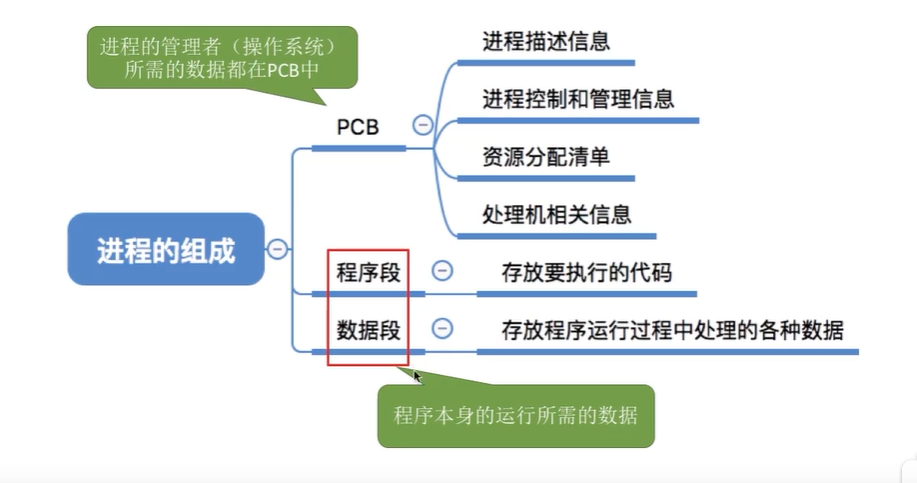 进程的管理者（操作系统）
所需的数据都在PCB中
进程描述信息
进程控制和管理信息
PCB
资源分配清单
处理机相关信息
进程的组成
程序段
存放要执行的代码
数据段
存放程序运行过程中处理的各种数据
程序本身的运行所需的数据